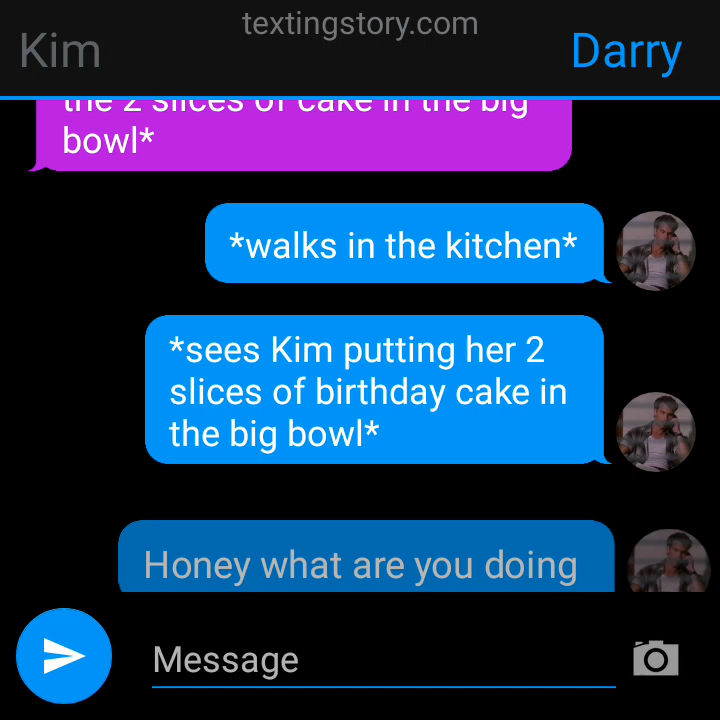 textingstory.com
Kim
Darry
the 2 slices of cake in the big
bowl*
*walks in the kitchen*
*sees Kim putting her 2
slices of birthday cake in
the big bowl*
Honey what are you doing
Message